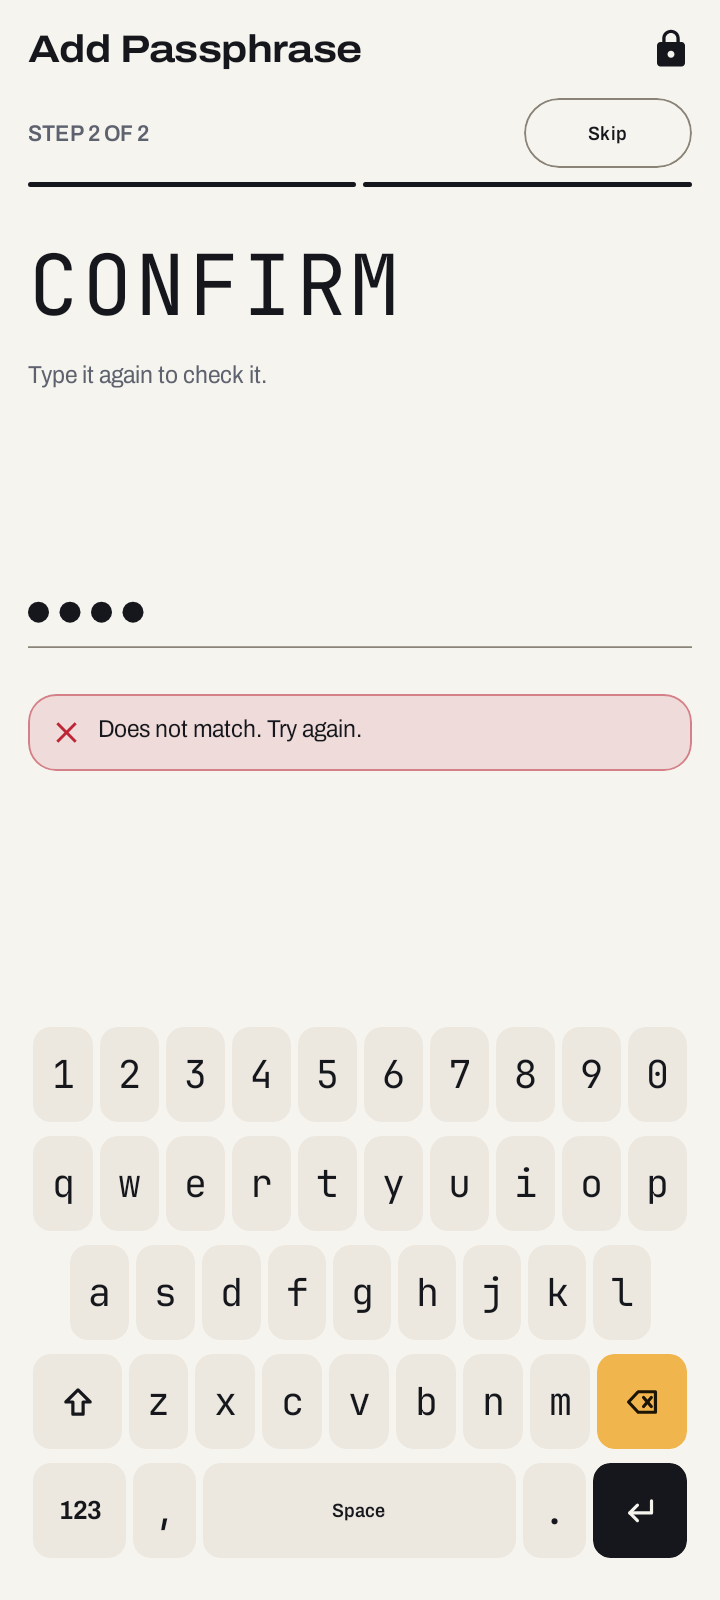 Add Passphrase
STEP 2 OF 2
Skip
CONFIRM
Type it again to check it.
Does not match. Try again.
1 2 3 4 5 6 7 8 9 0
q w e r t y u i o p
a s d f g h j k l
z x c v b n m
123 , Space .